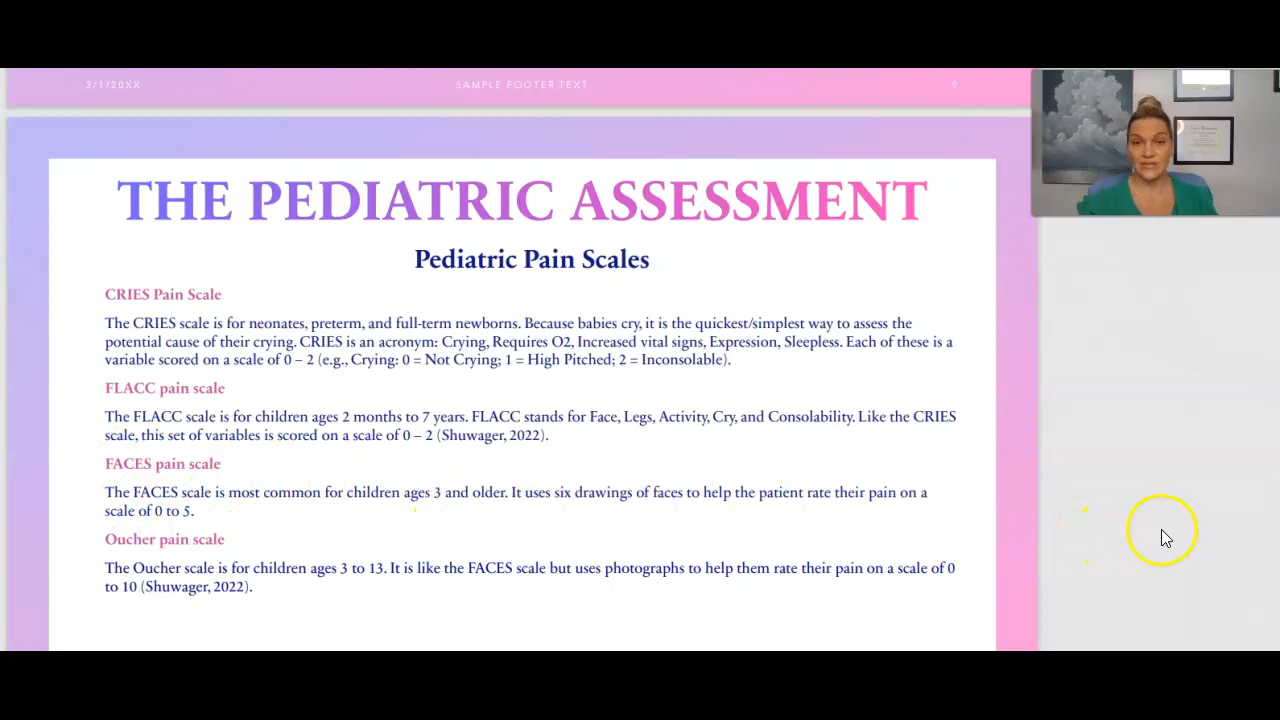 3/1/20XX
SAMPLE FOOTER TEXT
9
THE PEDIATRIC ASSESSMENT
Pediatric Pain Scales
CRIES Pain Scale
The CRIES scale is for neonates, preterm, and full-term newborns. Because babies cry, it is the quickest/simplest way to assess the
potential cause of their crying. CRIES is an acronym: Crying, Requires O2, Increased vital signs, Expression, Sleepless. Each of these is a
variable scored on a scale of 0 – 2 (e.g., Crying: 0 = Not Crying; 1 = High Pitched; 2 = Inconsolable).
FLACC pain scale
The FLACC scale is for children ages 2 months to 7 years. FLACC stands for Face, Legs, Activity, Cry, and Consolability. Like the CRIES
scale, this set of variables is scored on a scale of 0 – 2 (Shuwager, 2022).
FACES pain scale
The FACES scale is most common for children ages 3 and older. It uses six drawings of faces to help the patient rate their pain on a
scale of 0 to 5.
Oucher pain scale
The Oucher scale is for children ages 3 to 13. It is like the FACES scale but uses photographs to help them rate their pain on a scale of 0
to 10 (Shuwager, 2022).